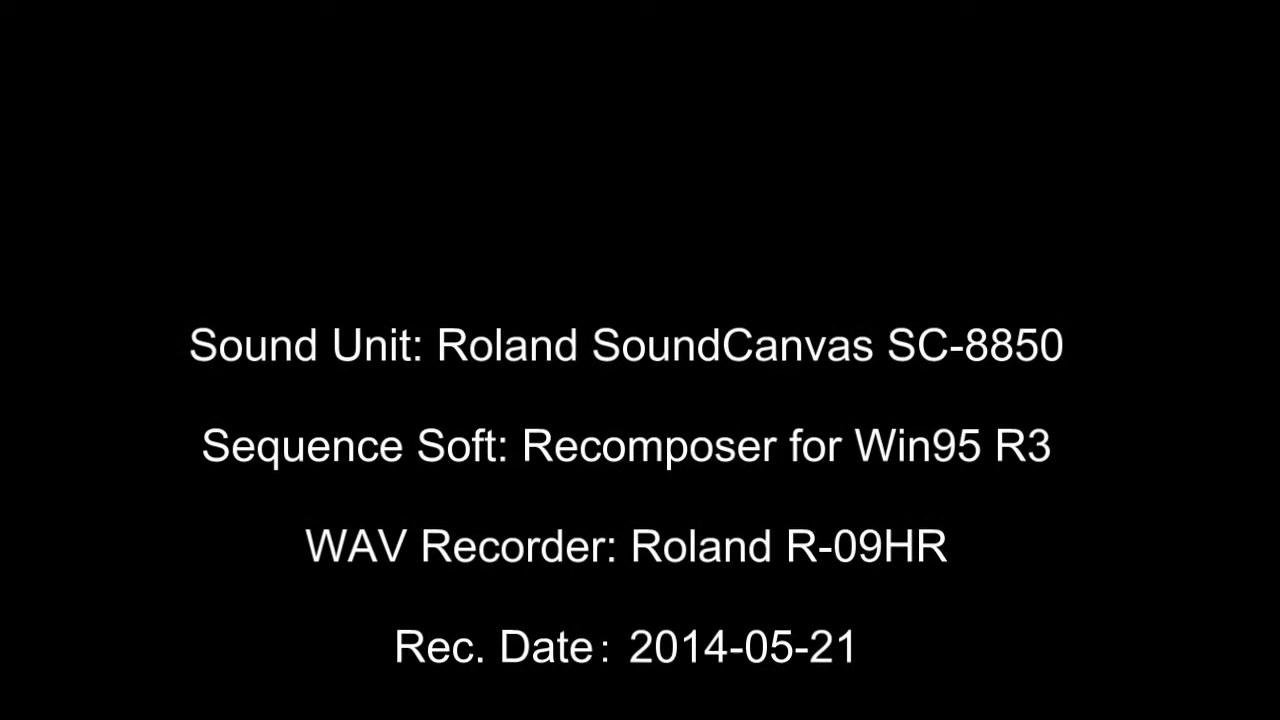 Sound Unit: Roland SoundCanvas SC-8850
Sequence Soft: Recomposer for Win95 R3
WAV Recorder: Roland R-09HR
Rec. Date: 2014-05-21